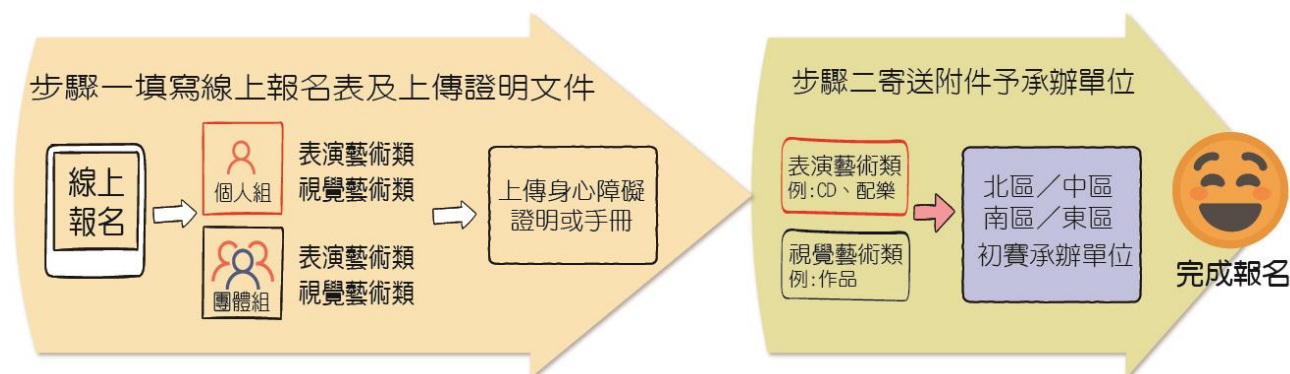 步驟一填寫線上報名表及上傳證明文件
線上
報名
個人組
表演藝術類
視覺藝術類
團體組
表演藝術類
視覺藝術類
上傳身心障礙
證明或手冊
步驟二寄送附件予承辦單位
表演藝術類
例:CD、配樂
視覺藝術類
例:作品
北區／中區
南區／東區
初賽承辦單位
完成報名